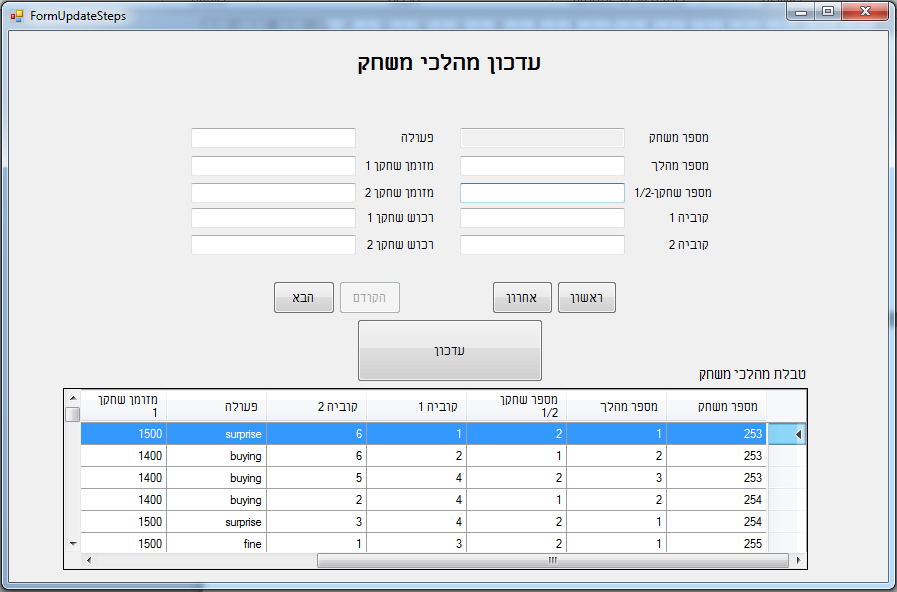 FormUpdateSteps
עדכון מהלכי משחק
מספר משחק פעולה
מספר מהלך מזומן שחקן 1
מספר שחקן-1/2 מזומן שחקן 2
קוביה 1 רכוש שחקן 1
קוביה 2 רכוש שחקן 2
ראשון אחרון הקודם הבא
עדכון
טבלת מהלכי משחק
מספר משחק מספר מהלך מספר שחקן 1/2 קוביה 1 קוביה 2 פעולה מזומן שחקן 1
253 1 2 1 6 surprise 1500
253 2 1 2 6 buying 1400
253 3 2 4 5 buying 1400
254 2 1 4 2 buying 1400
254 1 2 4 3 surprise 1500
255 1 2 3 1 fine 1500